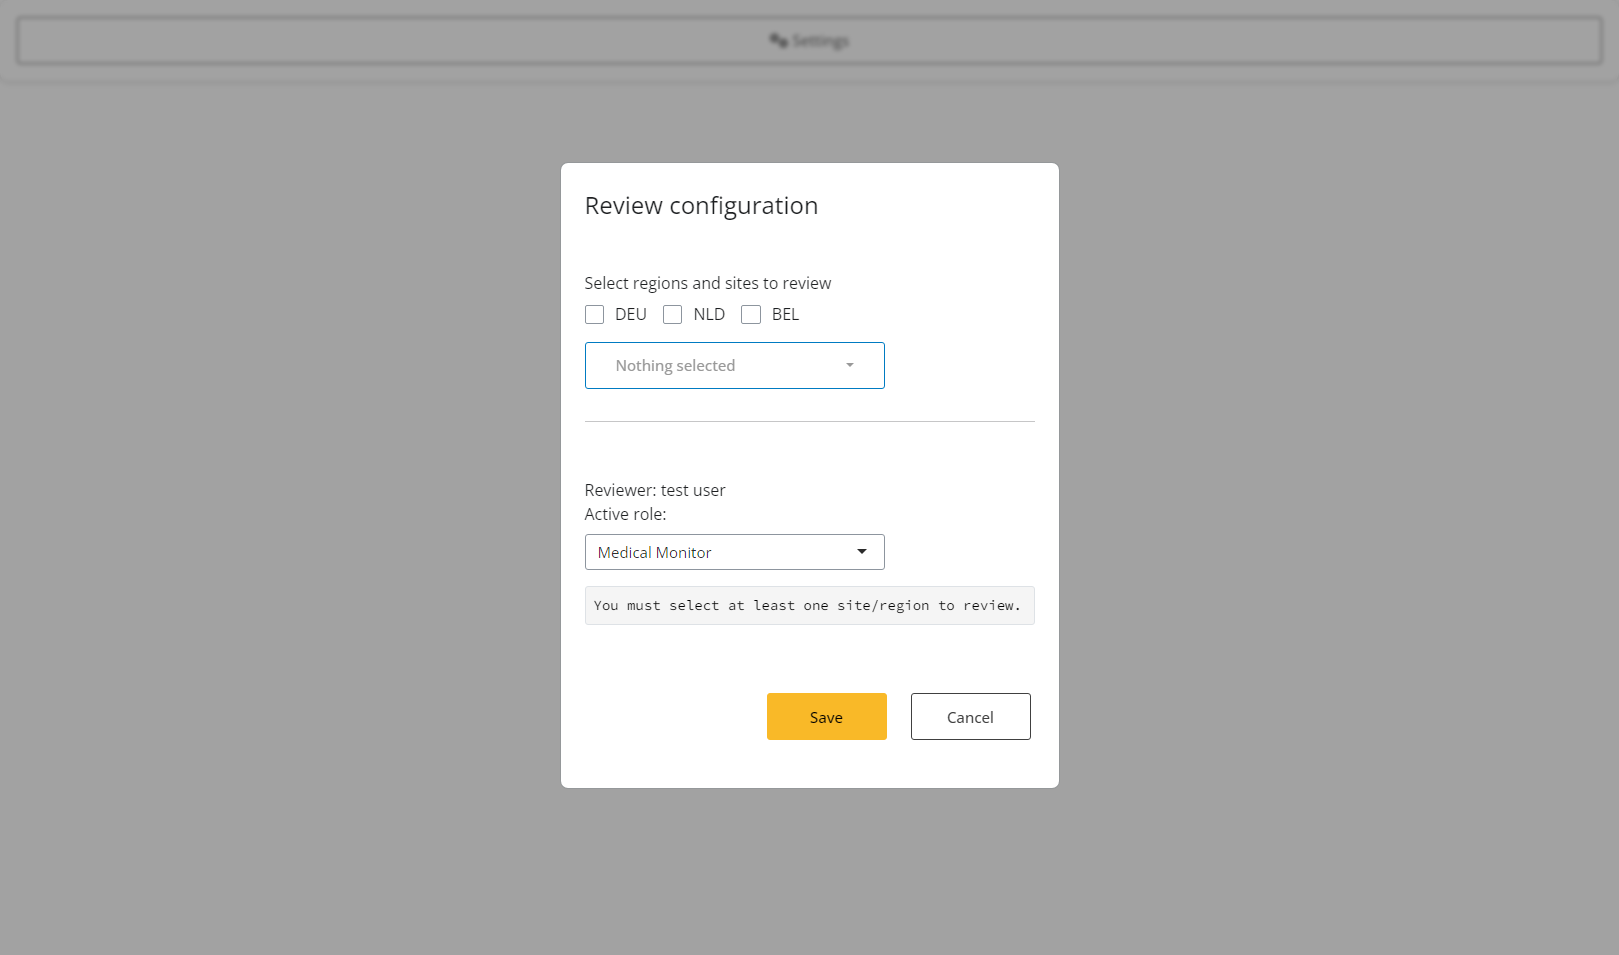 Settings
Review configuration
Select regions and sites to review
DEU NLD BEL
Nothing selected
Reviewer: test user
Active role:
Medical Monitor
You must select at least one site/region to review.
Save Cancel